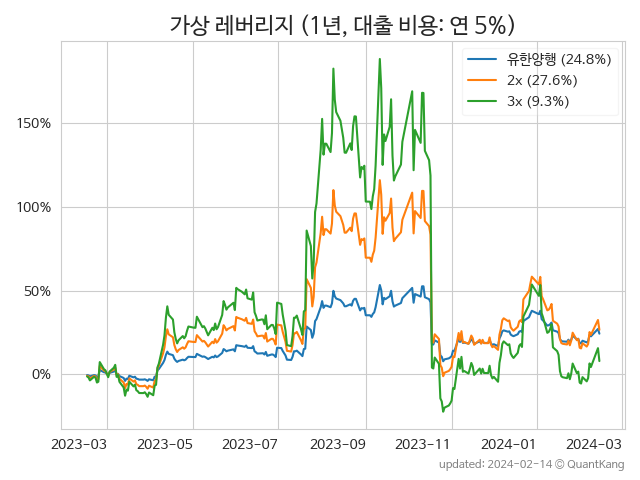 가상 레버리지 (1년, 대출 비용: 연 5%)
유한양행 (24.8%)
2x (27.6%)
3x (9.3%)
150%
100%
50%
0%
2023-03 2023-05 2023-07 2023-09 2023-11 2024-01 2024-03
updated: 2024-02-14 © QuantKang